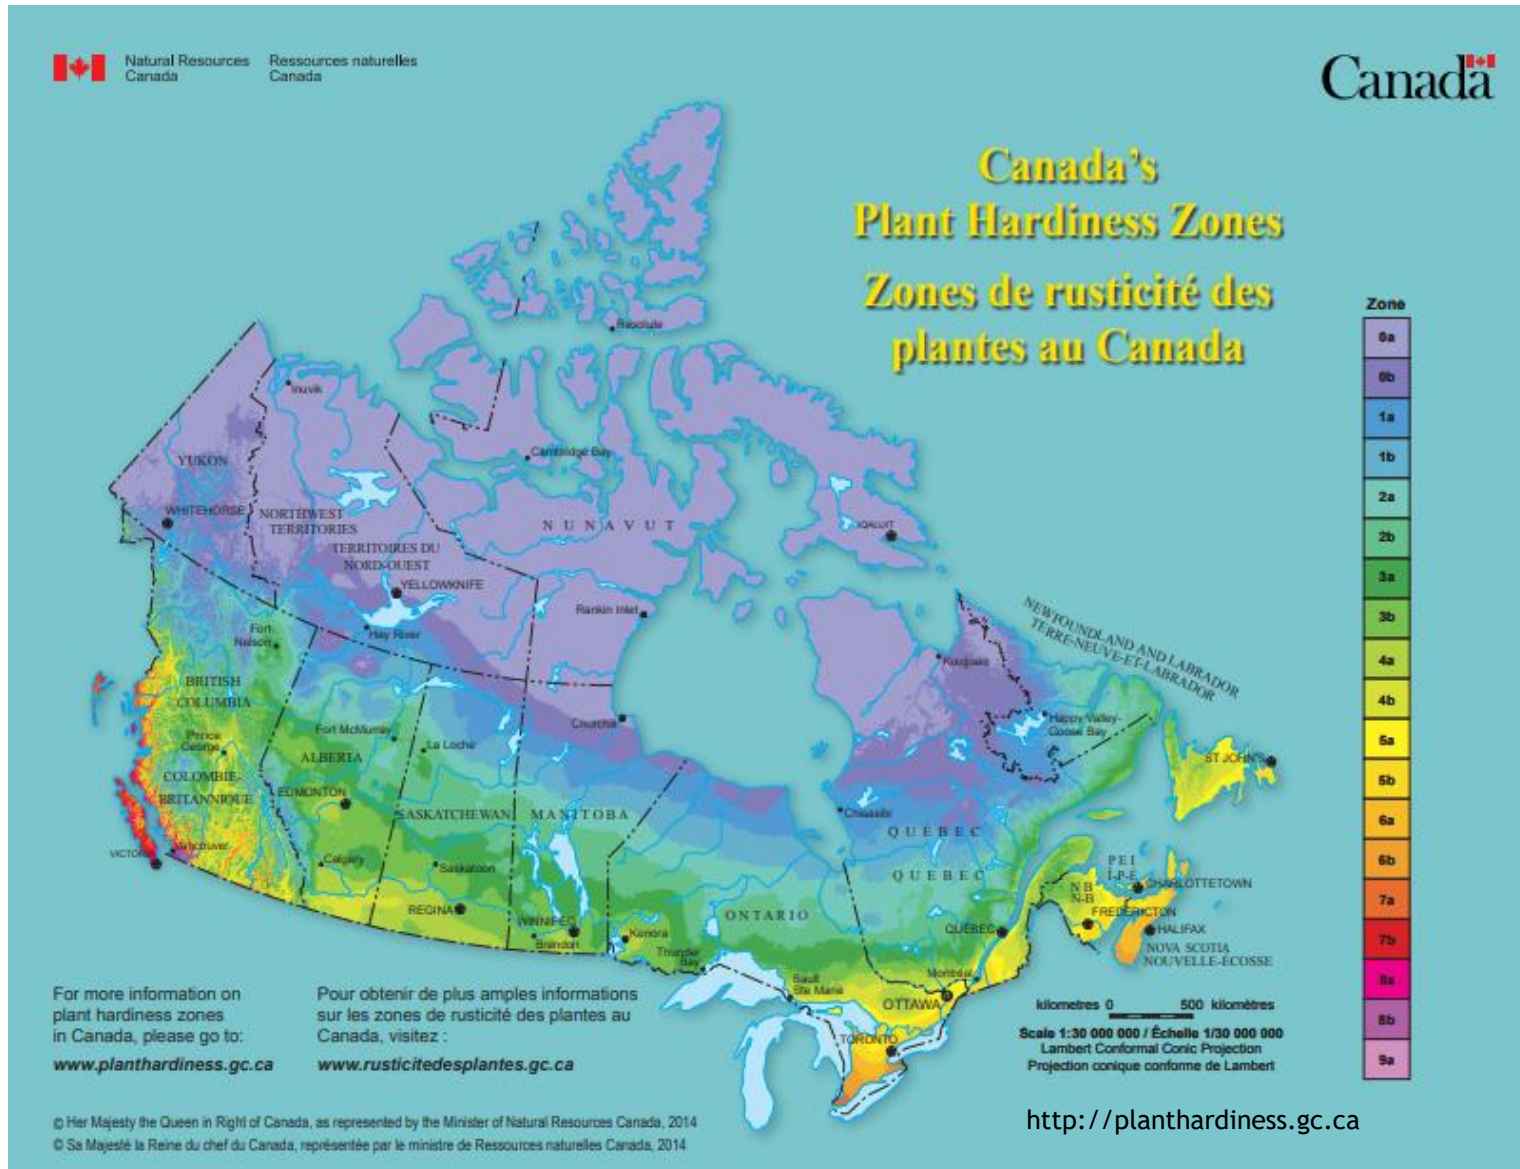 Natural Resources Canada
Ressources naturelles Canada
Canada
Canada's
Plant Hardiness Zones
Zones de rusticité des
plantes au Canada
Zone
0a
0b
1a
1b
2a
2b
3a
3b
4a
4b
5a
5b
6a
6b
7a
7b
8a
8b
9a
Resolute
Inuvik
Cambridge Bay
YUKON
WHITEHORSE
NORTHWEST
TERRITORIES
TERRITOIRES DU
NORD-OUEST
YELLOWKNIFE
NUNAVUT
IQALUIT
Rankin Inlet
Hay River
Fort
Nelson
NEWFOUNDLAND AND LABRADOR
TERRE-NEUVE-ET-LABRADOR
Kuujjuaq
BRITISH
COLUMBIA
Prince
George
COLOMBIE-
BRITANNIQUE
Fort McMurray
La Loche
ALBERTA
EDMONTON
Churchill
Happy Valley-
Goose Bay
ST JOHN'S
SASKATCHEWAN
MANITOBA
Chisasibi
QUEBEC
QUÉBEC
VICTORIA
Vancouver
Calgary
Saskatoon
REGINA
WINNIPEG
Brandon
Kenora
ONTARIO
Thunder
Bay
Sault
Ste Marie
QUÉBEC
Montréal
OTTAWA
TORONTO
PEI
I-P-E
CHARLOTTETOWN
NB
N-B
FREDERICTON
HALIFAX
NOVA SCOTIA
NOUVELLE-ÉCOSSE
For more information on
plant hardiness zones
in Canada, please go to:
www.planthardiness.gc.ca
Pour obtenir de plus amples informations
sur les zones de rusticité des plantes au
Canada, visitez :
www.rusticitedesplantes.gc.ca
kilometres 0 500 kilomètres
Scale 1:30 000 000 / Échelle 1/30 000 000
Lambert Conformal Conic Projection
Projection conique conforme de Lambert
http://planthardiness.gc.ca
© Her Majesty the Queen in Right of Canada, as represented by the Minister of Natural Resources Canada, 2014
© Sa Majesté la Reine du chef du Canada, représentée par le ministre de Ressources naturelles Canada, 2014